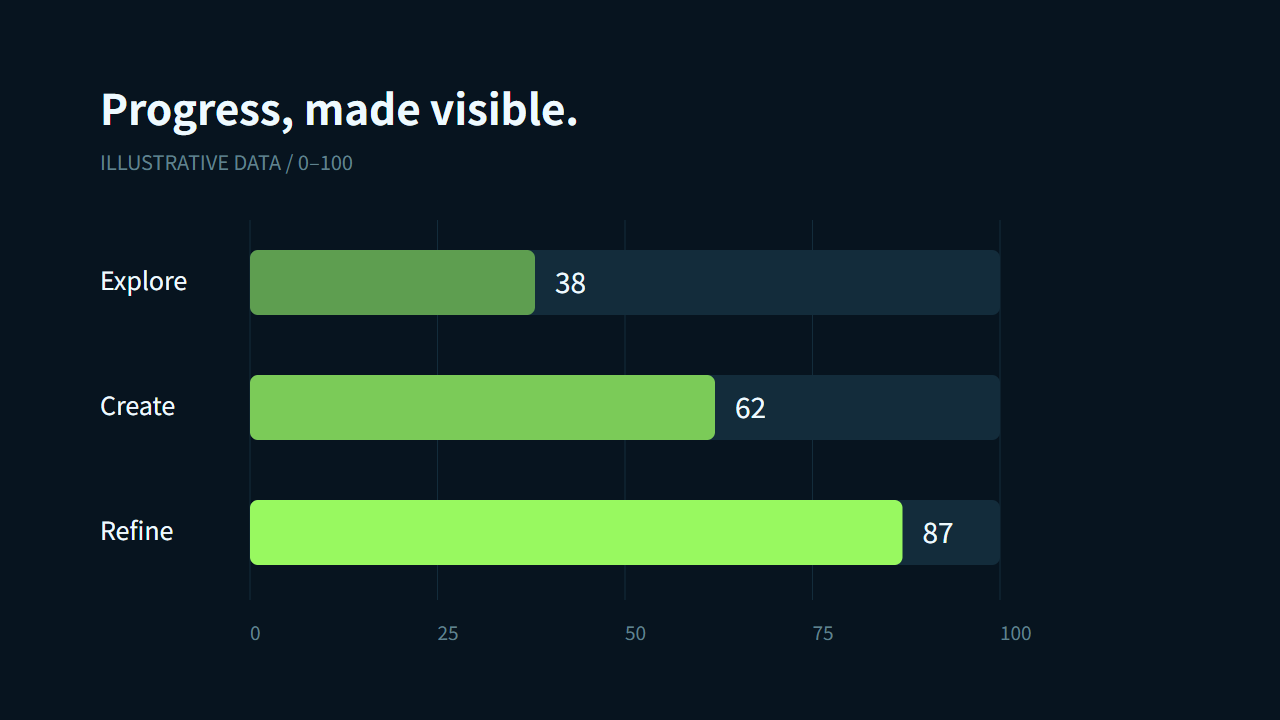 Progress, made visible.
ILLUSTRATIVE DATA / 0–100
Explore 38
Create 62
Refine 87
0 25 50 75 100